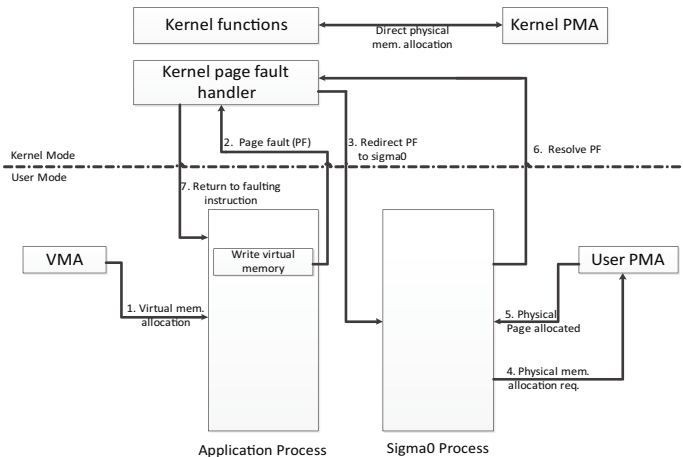 Kernel functions
Direct physical
mem. allocation
Kernel PMA
Kernel page fault
handler
2. Page fault (PF)
3. Redirect PF
to sigma0
6. Resolve PF
Kernel Mode
User Mode
7. Return to faulting
instruction
VMA
Write virtual
memory
User PMA
1. Virtual mem.
allocation
5. Physical
Page allocated
4. Physical mem.
allocation req.
Application Process
Sigma0 Process